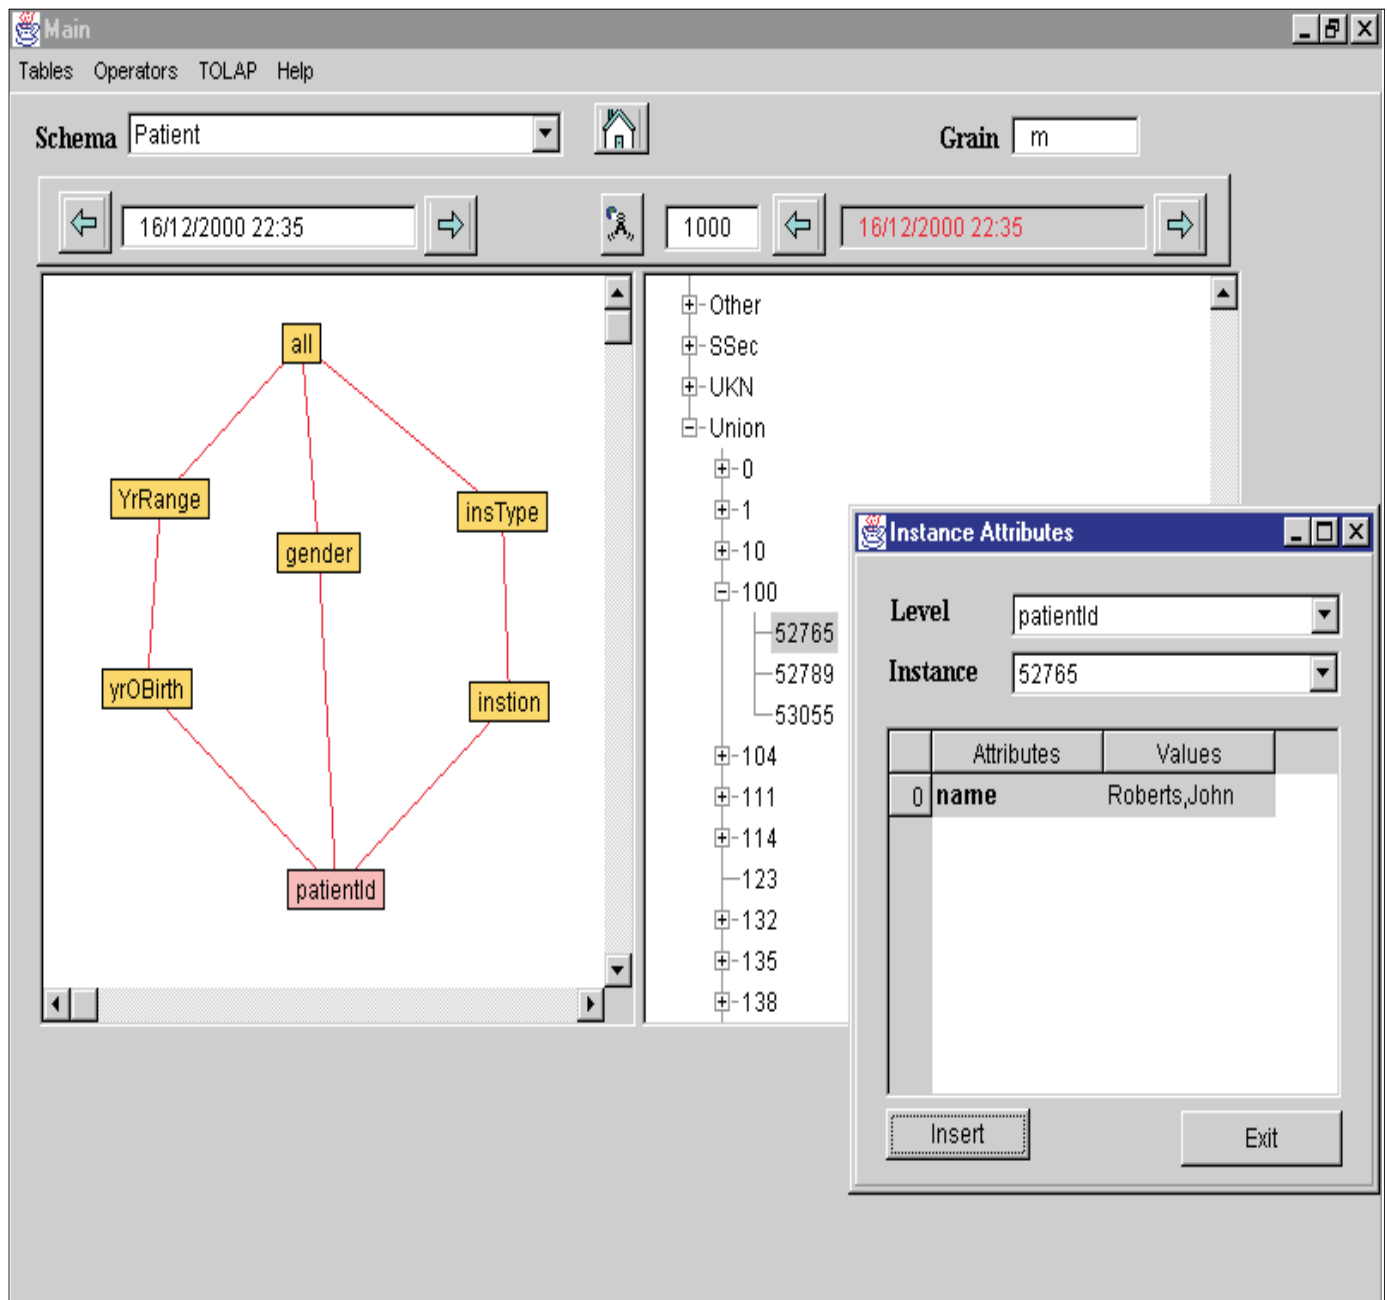 Main
Tables Operators TOLAP Help
Schema Patient Grain m
16/12/2000 22:35 1000 16/12/2000 22:35
all
YrRange
gender
insType
yrOBirth
instion
patientId
Other
SSec
UKN
Union
0
1
10
100
52765
52789
53055
104
111
114
123
132
135
138
Instance Attributes
Level patientId
Instance 52765
Attributes Values
0 name Roberts,John
Insert Exit